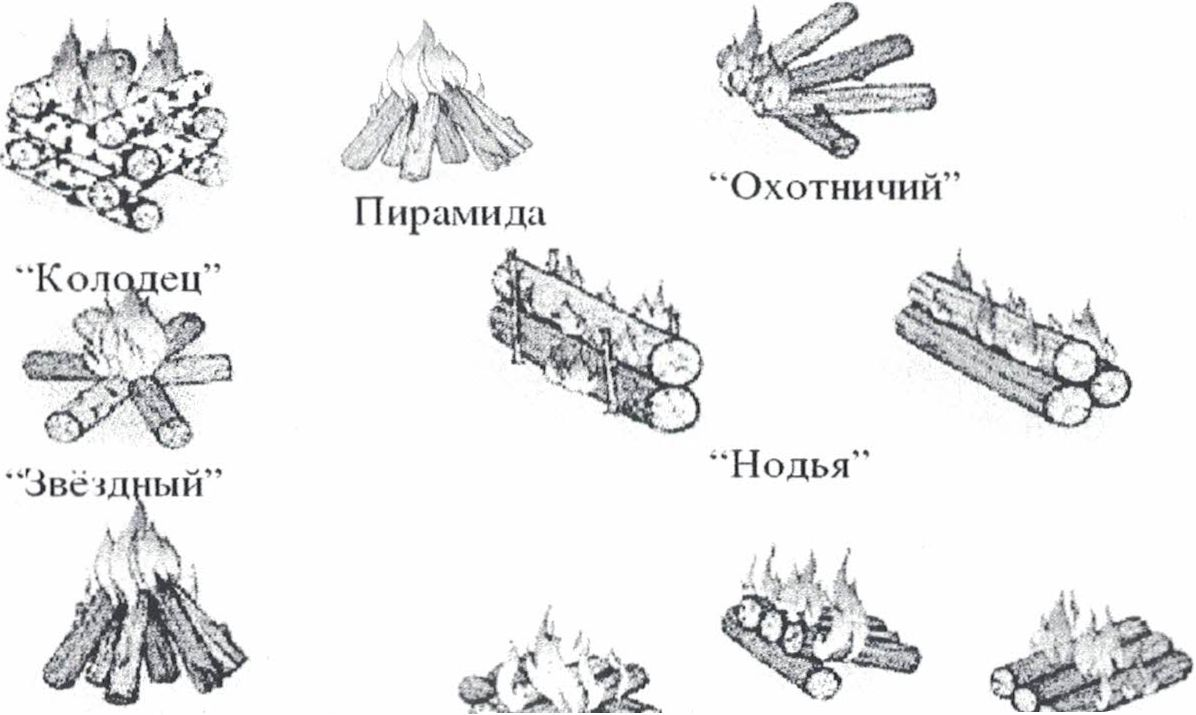 Пирамида
“Охотничий”
“Колодец”
“Нодья”
“Звёздный”